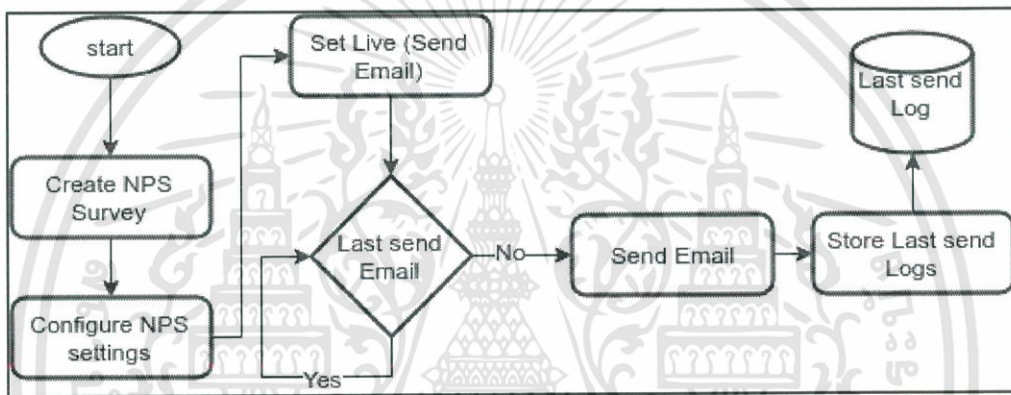 start
Set Live (Send
Email)
Last send
Log
Create NPS
Survey
Last send
Email
No
Send Email
Store Last send
Logs
Configure NPS
settings
Yes